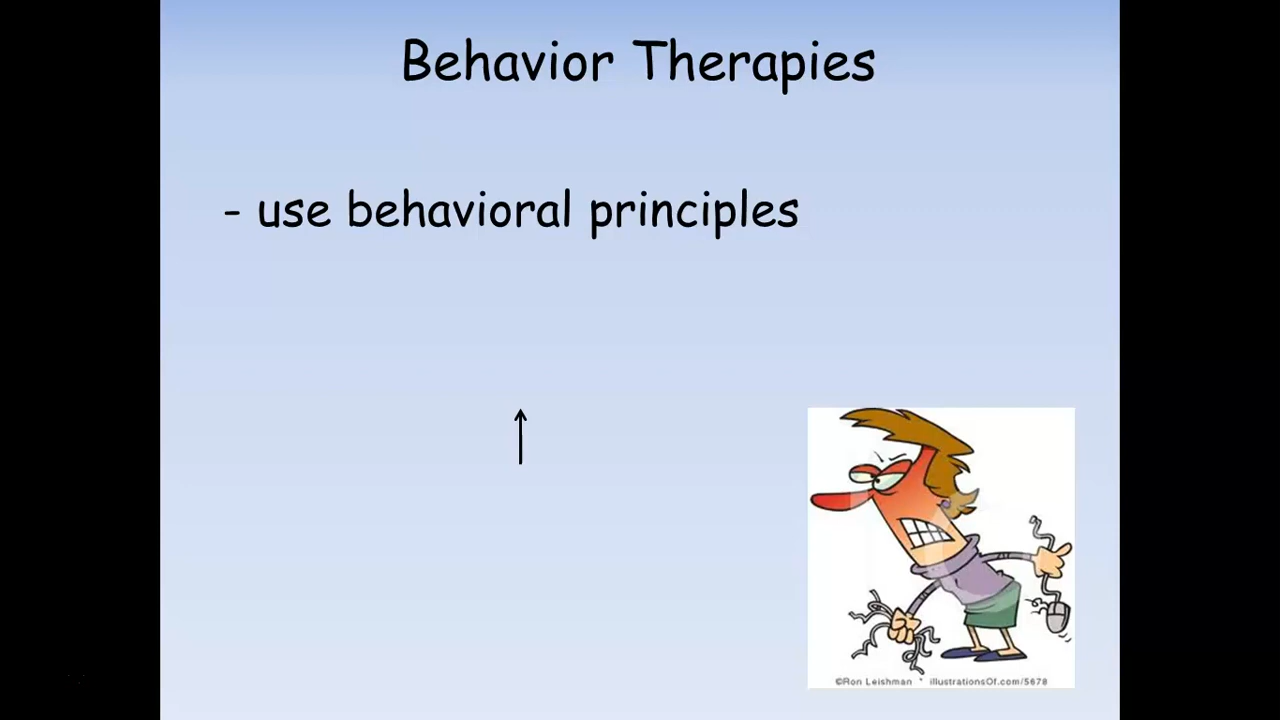 Behavior Therapies
- use behavioral principles
©Ron Leishman * illustrationsOf.com/5678